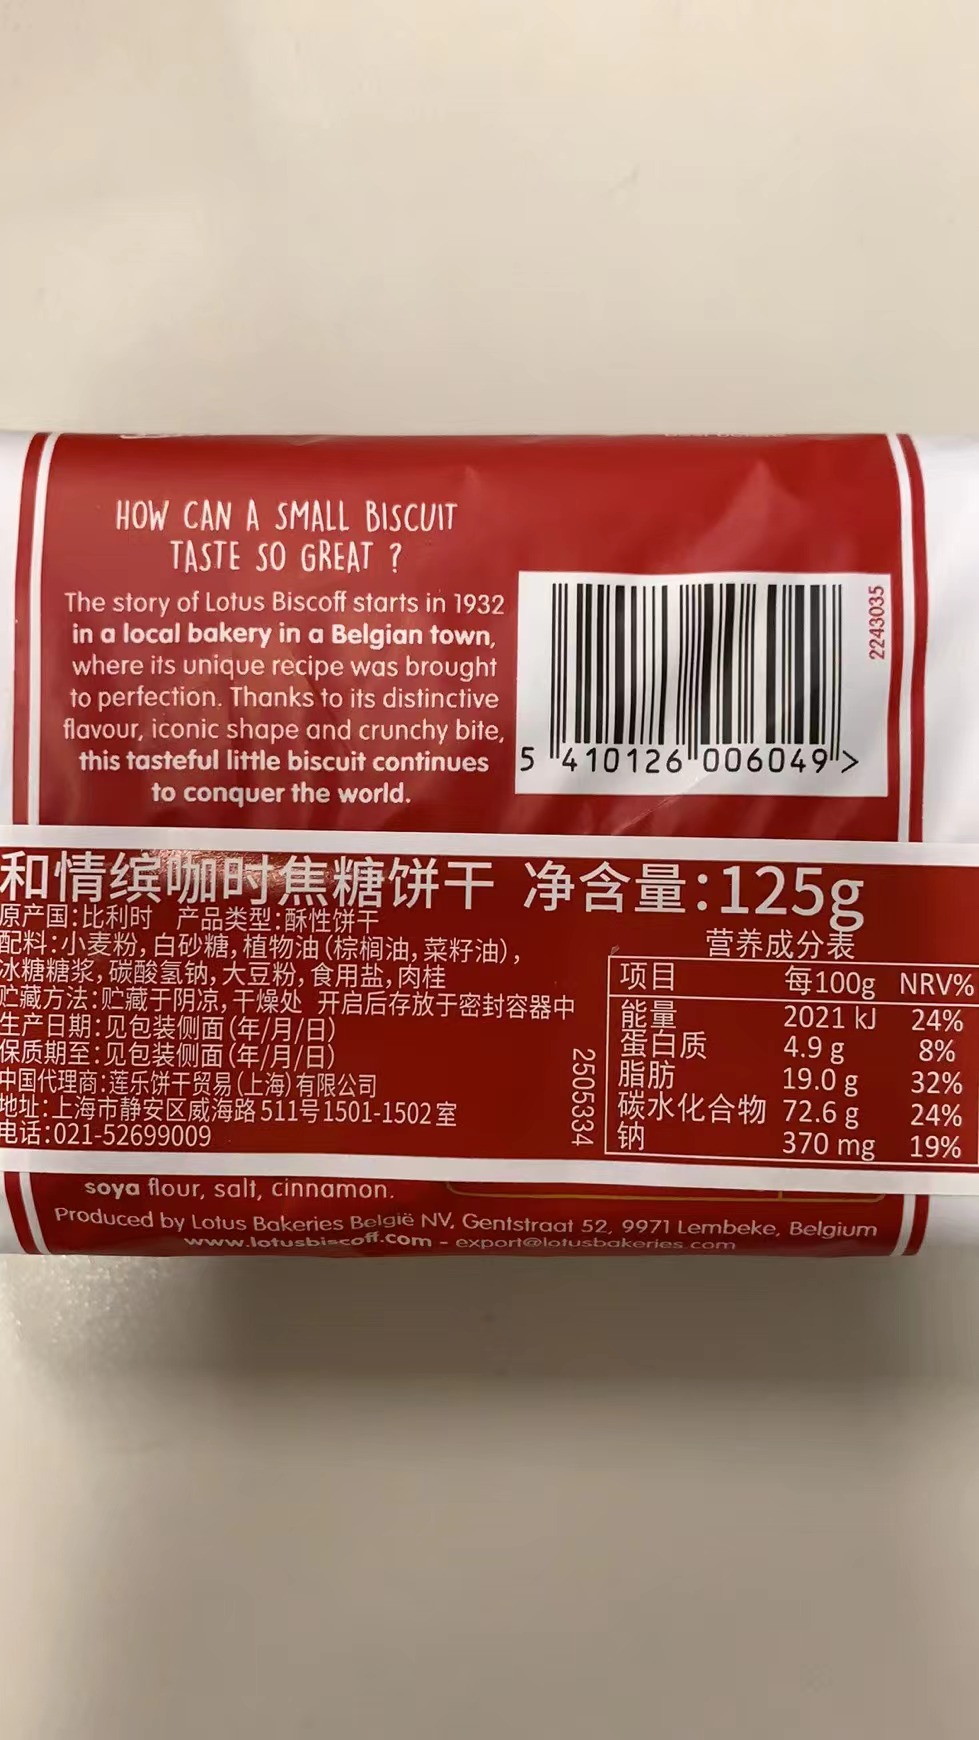 HOW CAN A SMALL BISCUIT
TASTE SO GREAT ?
The story of Lotus Biscoff starts in 1932
in a local bakery in a Belgian town,
where its unique recipe was brought
to perfection. Thanks to its distinctive
flavour, iconic shape and crunchy bite,
this tasteful little biscuit continues
to conquer the world.
2243035
5 410126 006049 >
和情缤咖时焦糖饼干 净含量:125g
原产国:比利时 产品类型:酥性饼干
配料:小麦粉,白砂糖,植物油(棕榈油,菜籽油),
冰糖糖浆,碳酸氢钠,大豆粉,食用盐,肉桂
贮藏方法:贮藏于阴凉,干燥处 开启后存放于密封容器中
生产日期:见包装侧面(年/月/日)
保质期至:见包装侧面(年/月/日)
中国代理商:莲乐饼干贸易(上海)有限公司
地址:上海市静安区威海路511号1501-1502室
电话:021-52699009
2505334
营养成分表
项目 每100g NRV%
能量 2021 kJ 24%
蛋白质 4.9 g 8%
脂肪 19.0 g 32%
碳水化合物 72.6 g 24%
钠 370 mg 19%
soya flour, salt, cinnamon.
Produced by Lotus Bakeries België NV, Gentstraat 52, 9971 Lembeke, Belgium
www.lotusbiscoff.com - export@lotusbakeries.com